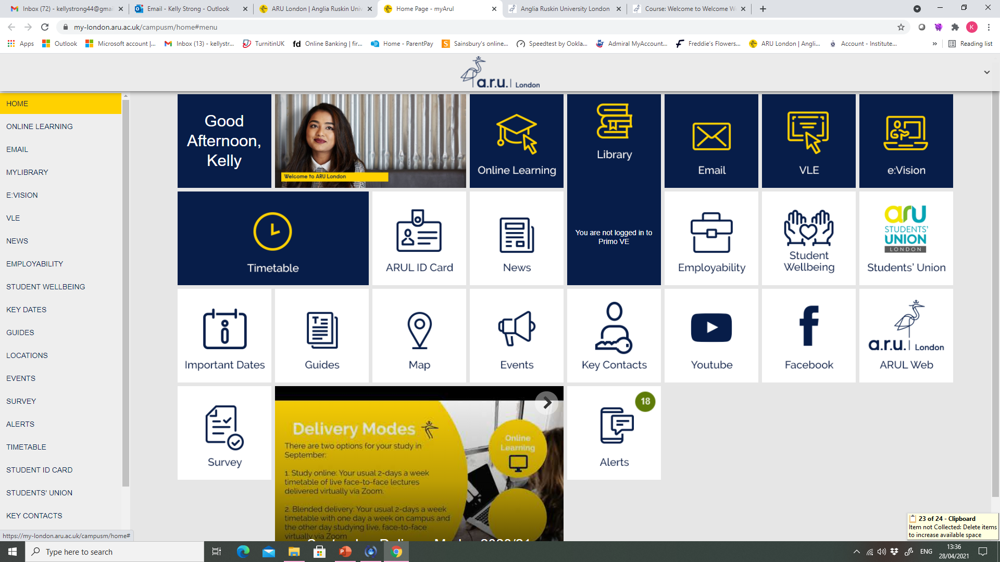 Inbox (72) - kellystrong44@gmai
Email - Kelly Strong - Outlook
ARU London | Anglia Ruskin Univ
Home Page - myArul
Anglia Ruskin University London
Course: Welcome to Welcome W
my-london.aru.ac.uk/campusm/home#menu
K
Apps
Outlook
Microsoft account |...
Inbox (13) - kellystr...
TurnitinUK
fd
Online Banking | fir...
Home - ParentPay
S
Sainsbury's online...
Speedtest by Ookla...
Admiral MyAccount...
Freddie's Flowers...
ARU London | Angli...
Account - Institute...
»
Reading list
a.r.u. | London
HOME
ONLINE LEARNING
EMAIL
MYLIBRARY
E:VISION
VLE
NEWS
EMPLOYABILITY
STUDENT WELLBEING
KEY DATES
GUIDES
LOCATIONS
EVENTS
SURVEY
ALERTS
TIMETABLE
STUDENT ID CARD
STUDENTS' UNION
KEY CONTACTS
https://my-london.aru.ac.uk/campusm/home#
Good
Afternoon,
Kelly
Welcome to ARU London
Online Learning
Library
You are not logged in to
Primo VE
Email
VLE
e:Vision
Timetable
ARUL ID Card
News
Employability
Student
Wellbeing
aru
STUDENTS'
UNION
LONDON
Students' Union
Important Dates
Guides
Map
Events
Key Contacts
Youtube
Facebook
a.r.u. | London
ARUL Web
Survey
Delivery Modes
There are two options for your study in
September:
1. Study online: Your usual 2-days a week
timetable of live face-to-face lectures
delivered virtually via Zoom.
2. Blended delivery: Your usual 2-days a week
timetable with one day a week on campus and
the other day studying live, face-to-face
virtually via Zoom
Online
Learning
18
Alerts
23 of 24 - Clipboard
Item not Collected: Delete items
to increase available space
Type here to search
ENG
13:36
28/04/2021